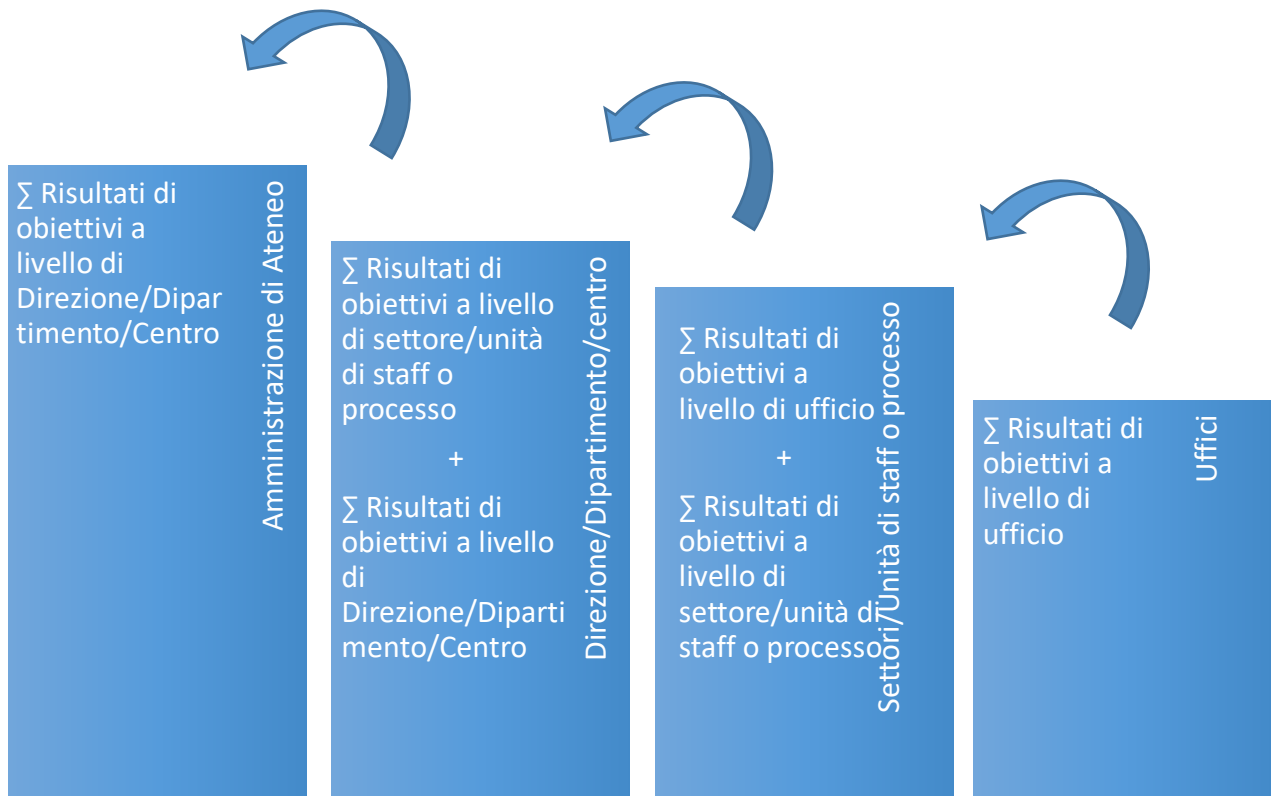 ∑ Risultati di
obiettivi a
livello di
Direzione/Dipar
timento/Centro
Amministrazione di Ateneo
∑ Risultati di
obiettivi a livello
di settore/unità
di staff o
processo
+
∑ Risultati di
obiettivi a livello
di
Direzione/Diparti
mento/Centro
Direzione/Dipartimento/centro
∑ Risultati di
obiettivi a
livello di ufficio
+
∑ Risultati di
obiettivi a
livello di
settore/unità di
staff o processo
Settori/Unità di staff o processo
∑ Risultati di
obiettivi a
livello di
ufficio
Uffici